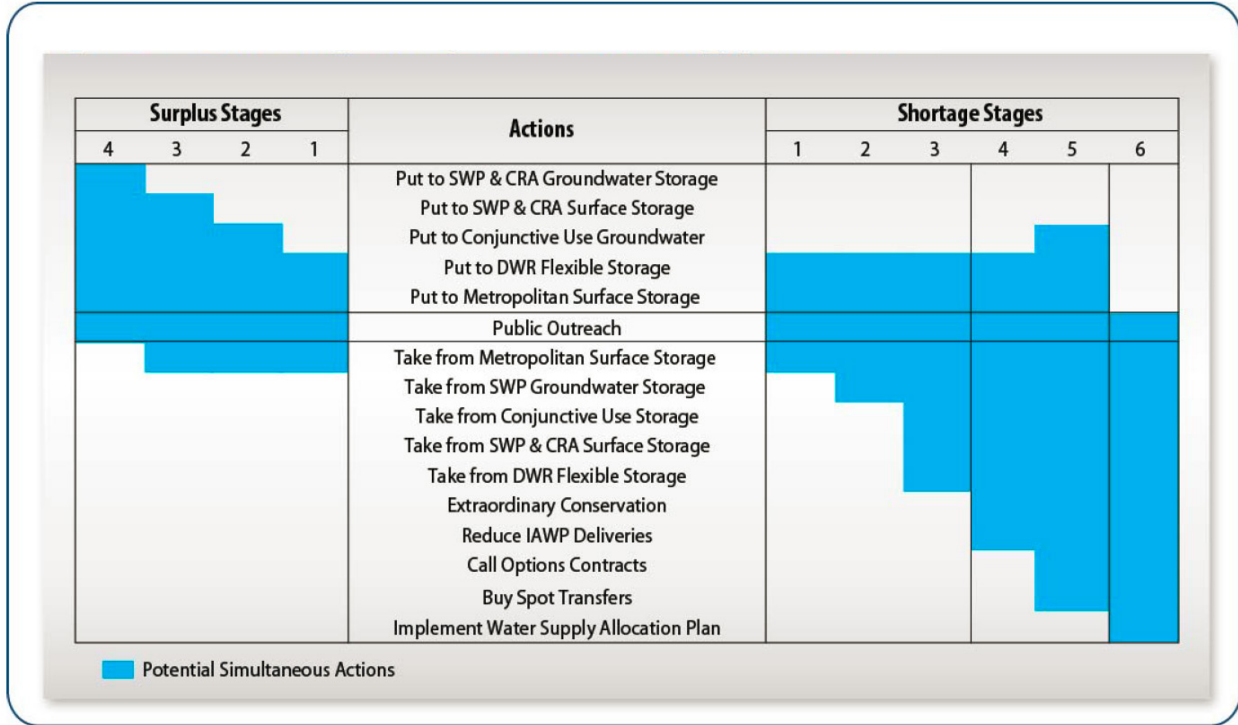 Surplus Stages Actions Shortage Stages
4 3 2 1 1 2 3 4 5 6
Put to SWP & CRA Groundwater Storage
Put to SWP & CRA Surface Storage
Put to Conjunctive Use Groundwater
Put to DWR Flexible Storage
Put to Metropolitan Surface Storage
Public Outreach
Take from Metropolitan Surface Storage
Take from SWP Groundwater Storage
Take from Conjunctive Use Storage
Take from SWP & CRA Surface Storage
Take from DWR Flexible Storage
Extraordinary Conservation
Reduce IAWP Deliveries
Call Options Contracts
Buy Spot Transfers
Implement Water Supply Allocation Plan
Potential Simultaneous Actions